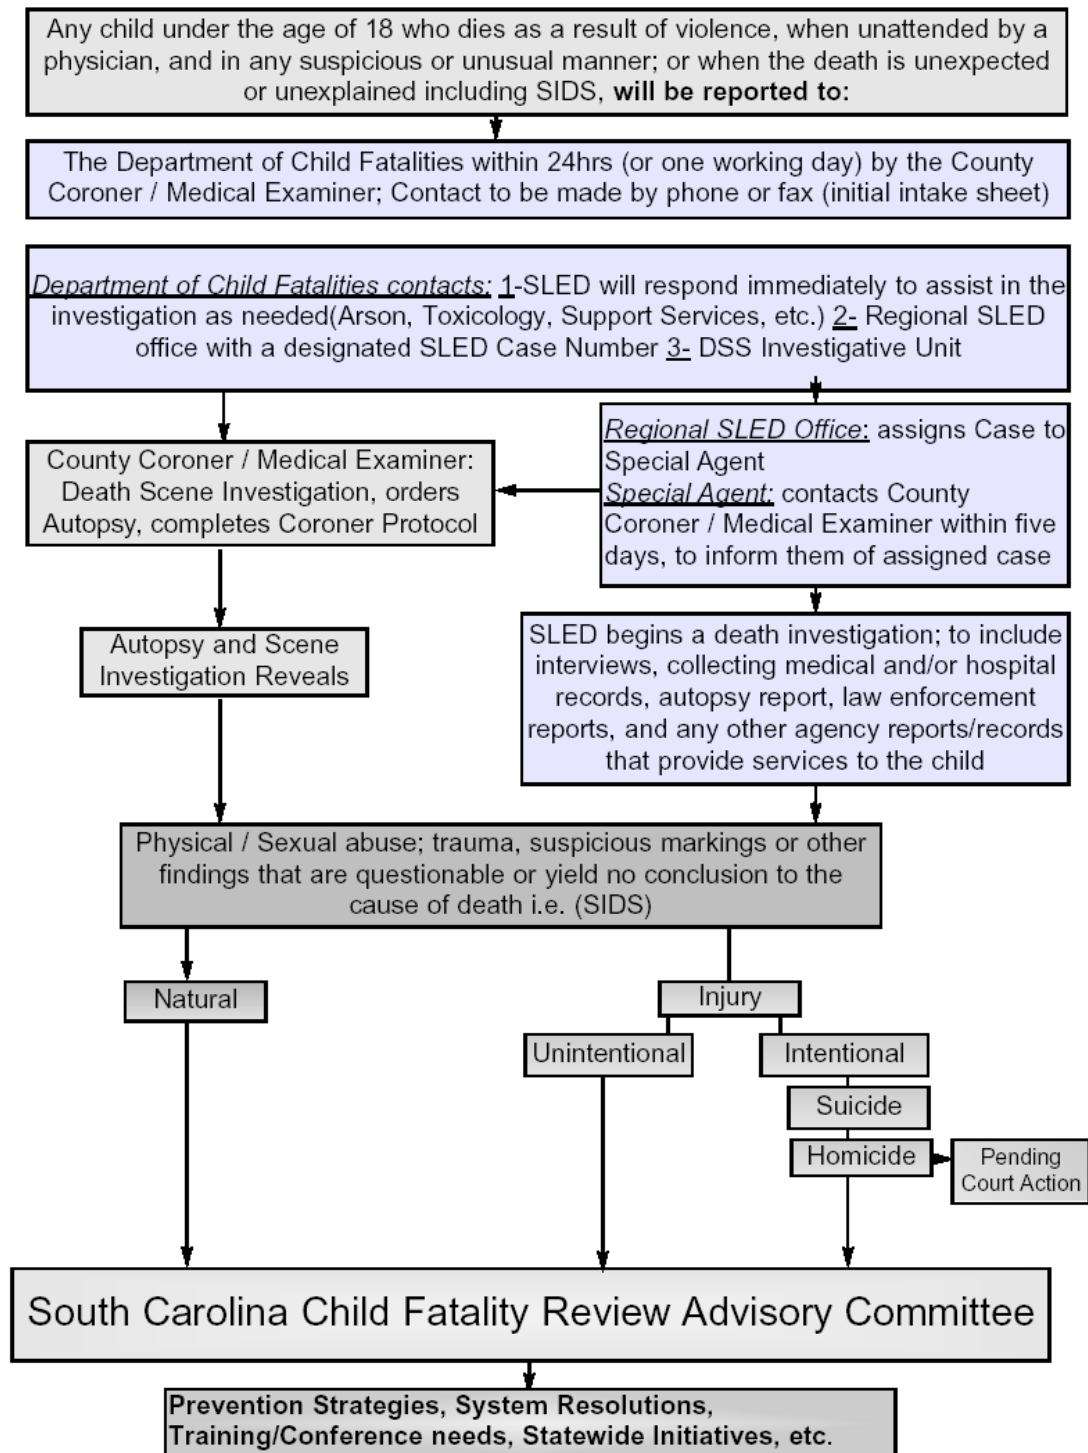 Any child under the age of 18 who dies as a result of violence, when unattended by a
physician, and in any suspicious or unusual manner; or when the death is unexpected
or unexplained including SIDS, will be reported to:
The Department of Child Fatalities within 24hrs (or one working day) by the County
Coroner / Medical Examiner; Contact to be made by phone or fax (initial intake sheet)
Department of Child Fatalities contacts: 1-SLED will respond immediately to assist in the
investigation as needed(Arson, Toxicology, Support Services, etc.) 2- Regional SLED
office with a designated SLED Case Number 3- DSS Investigative Unit
County Coroner / Medical Examiner:
Death Scene Investigation, orders
Autopsy, completes Coroner Protocol
Regional SLED Office: assigns Case to
Special Agent
Special Agent: contacts County
Coroner / Medical Examiner within five
days, to inform them of assigned case
Autopsy and Scene
Investigation Reveals
SLED begins a death investigation; to include
interviews, collecting medical and/or hospital
records, autopsy report, law enforcement
reports, and any other agency reports/records
that provide services to the child
Physical / Sexual abuse; trauma, suspicious markings or other
findings that are questionable or yield no conclusion to the
cause of death i.e. (SIDS)
Natural
Injury
Unintentional
Intentional
Suicide
Homicide
Pending
Court Action
South Carolina Child Fatality Review Advisory Committee
Prevention Strategies, System Resolutions,
Training/Conference needs, Statewide Initiatives, etc.